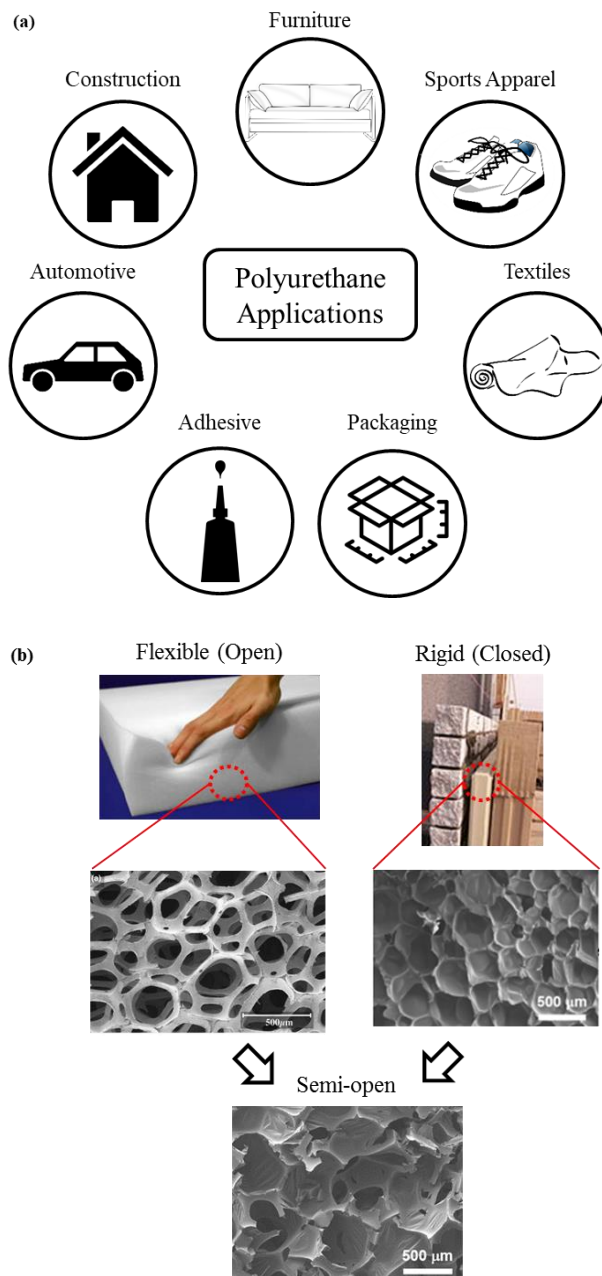 (a)
Furniture
Construction
Sports Apparel
Automotive
Polyurethane
Applications
Textiles
Adhesive
Packaging
(b)
Flexible (Open)
Rigid (Closed)
500μm
500 μm
Semi-open
500 μm